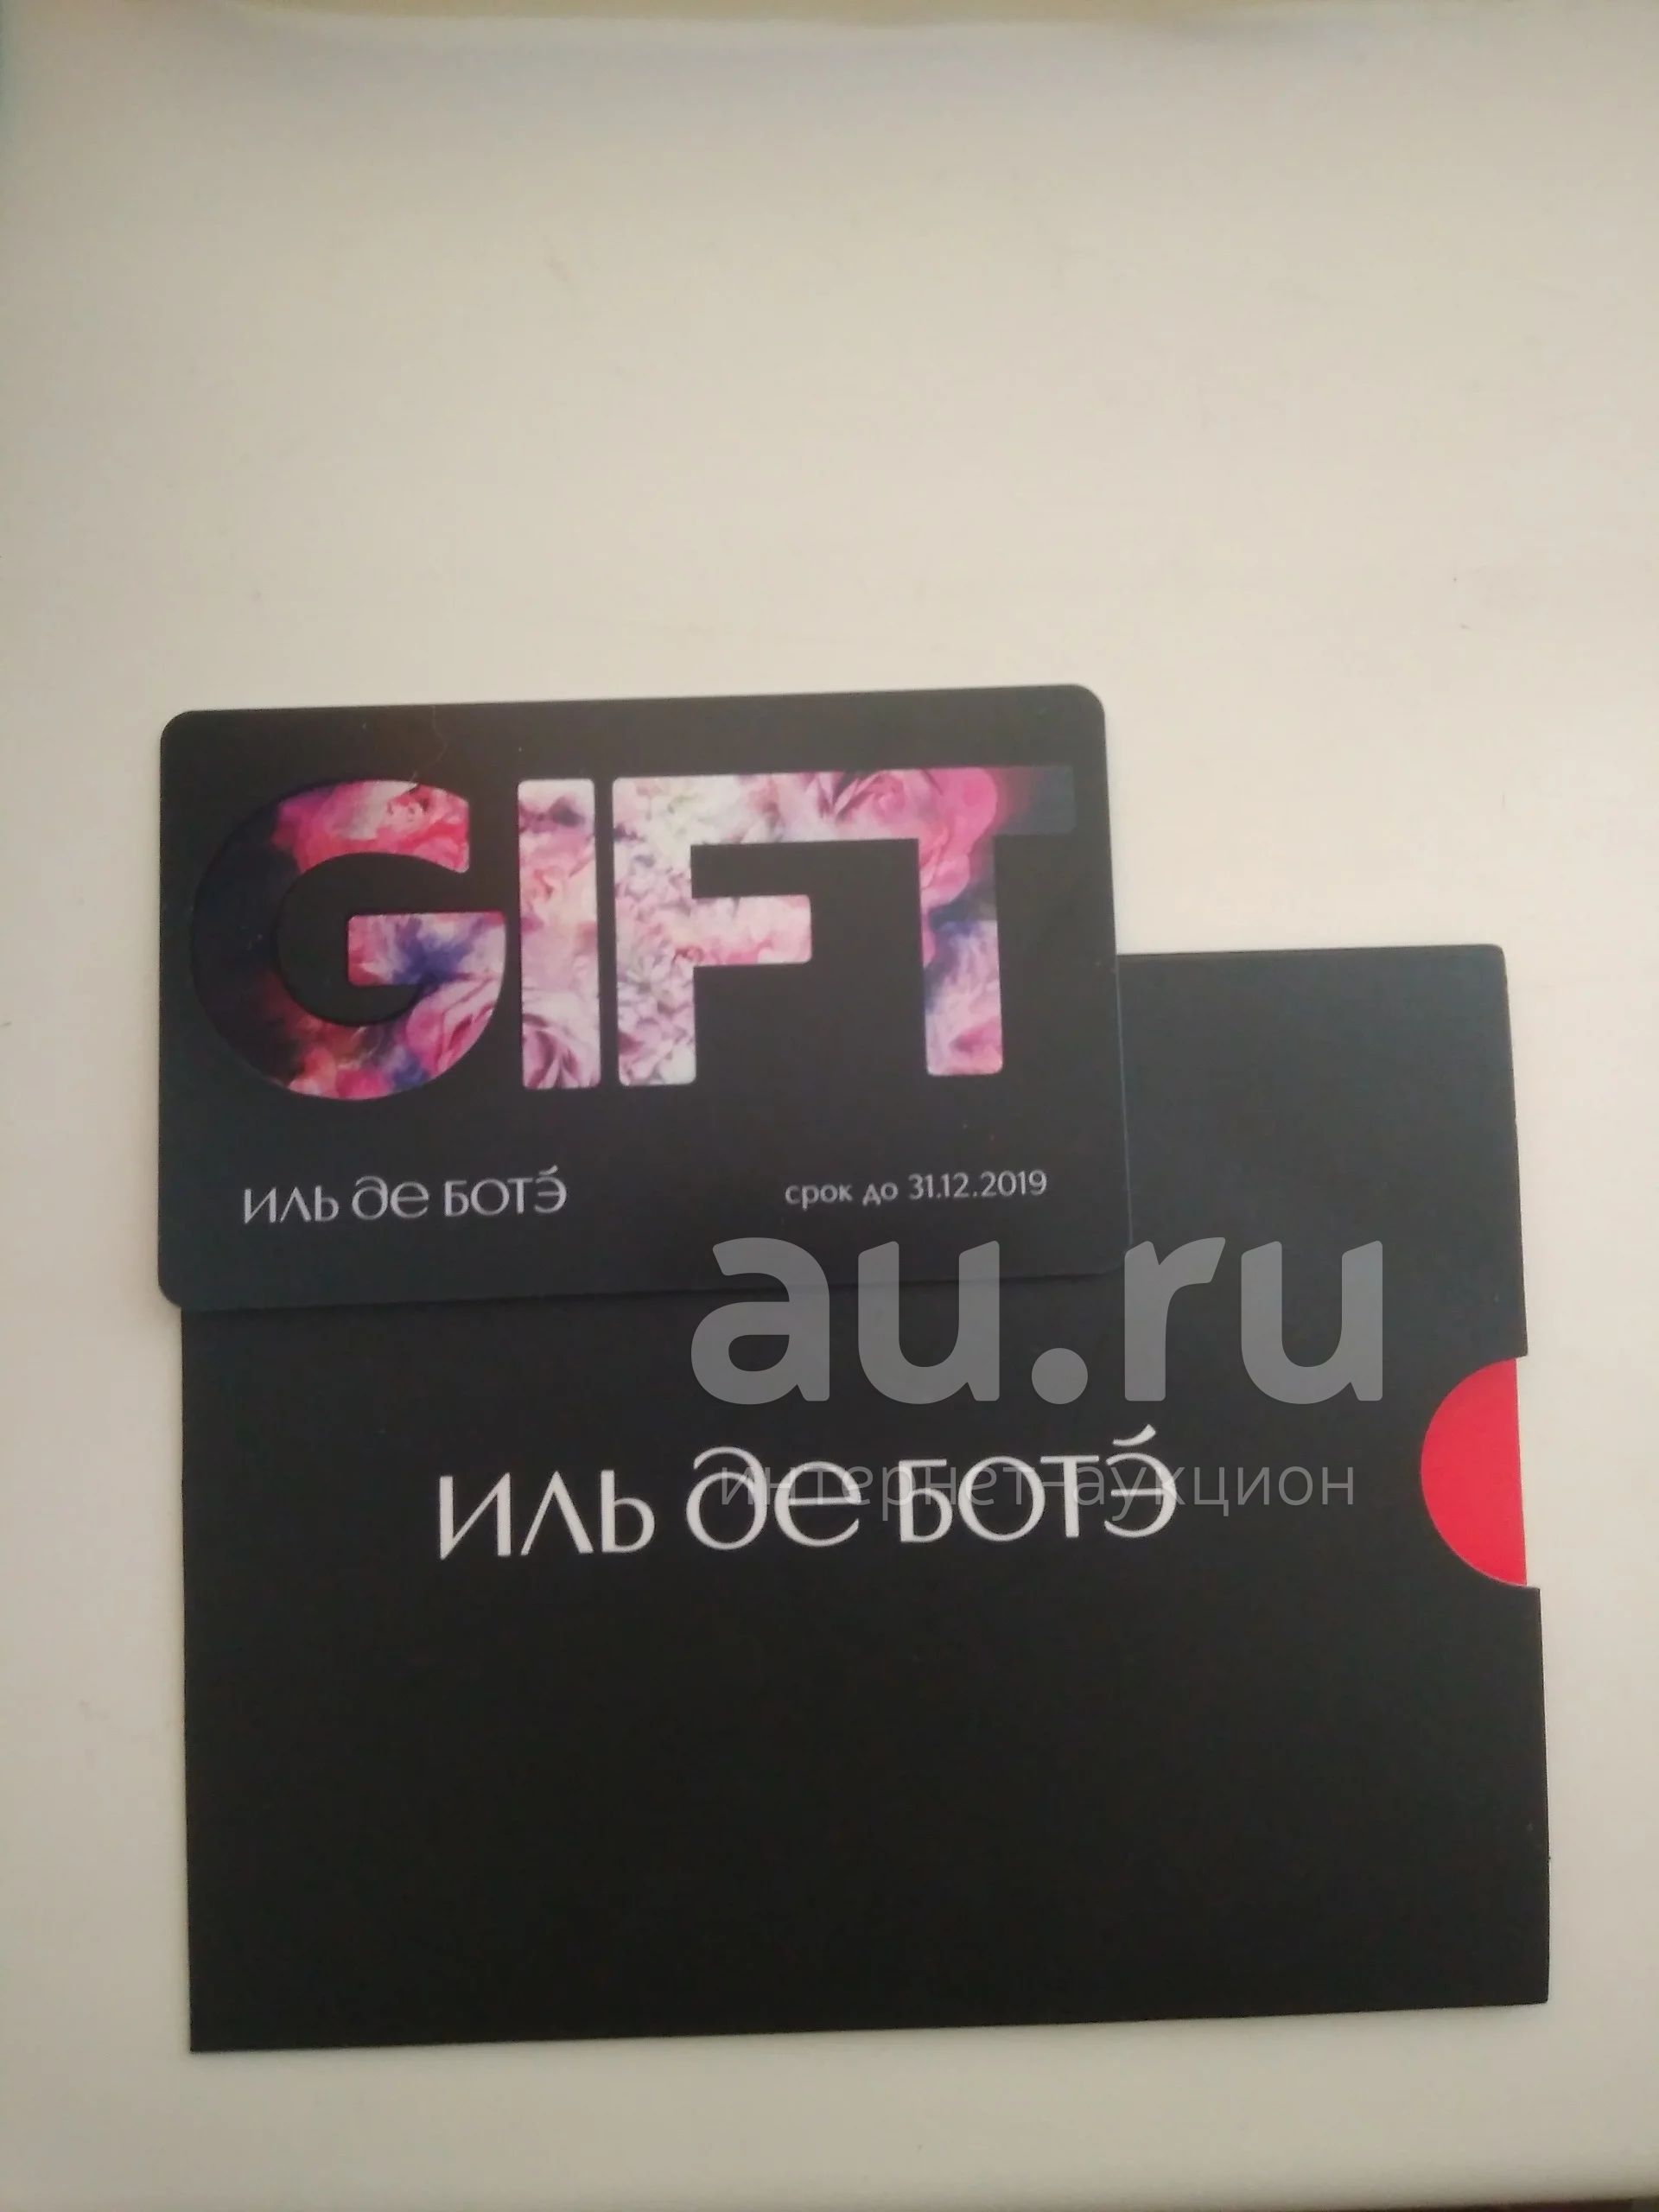 GIFT
ИЛЬ де БОТЭ
срок до 31.12.2019
au.ru
интернет-аукцион
ИЛЬ де БОТЭ